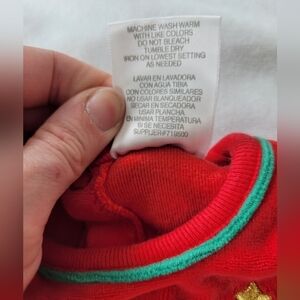 MACHINE WASH WARM
WITH LIKE COLORS
DO NOT BLEACH
TUMBLE DRY
IRON ON LOWEST SETTING
AS NEEDED
LAVAR EN LAVADORA
CON AGUA TIBIA
CON COLORES SIMILARES
NO USAR BLANQUEADOR
SECAR EN SECADORA
USAR PLANCHA
EN MINIMA TEMPERATURA
SI SE NECESITA
SUPPLIER#719500